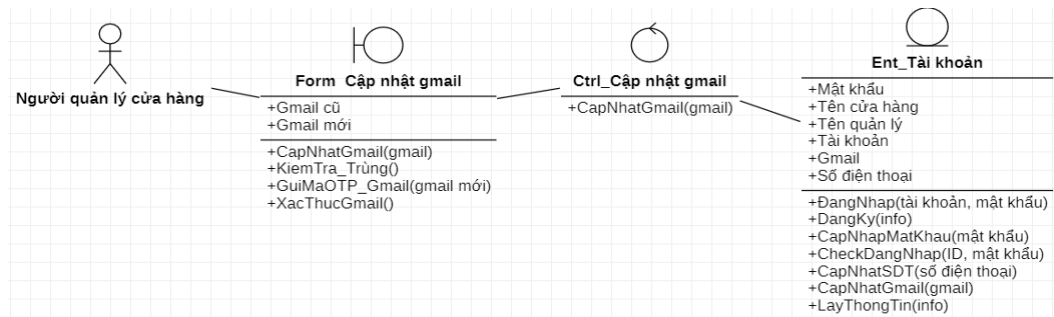 Người quản lý cửa hàng
Form Cập nhật gmail
+Gmail cũ
+Gmail mới
+CapNhatGmail(gmail)
+KiemTra_Trùng()
+GuiMaOTP_Gmail(gmail mới)
+XacThucGmail()
Ctrl_Cập nhật gmail
+CapNhatGmail(gmail)
Ent_Tài khoản
+Mật khẩu
+Tên cửa hàng
+Tên quản lý
+Tài khoản
+Gmail
+Số điện thoại
+ĐangNhap(tài khoản, mật khẩu)
+DangKy(info)
+CapNhapMatKhau(mật khẩu)
+CheckDangNhap(ID, mật khẩu)
+CapNhatSDT(số điện thoại)
+CapNhatGmail(gmail)
+LayThongTin(info)